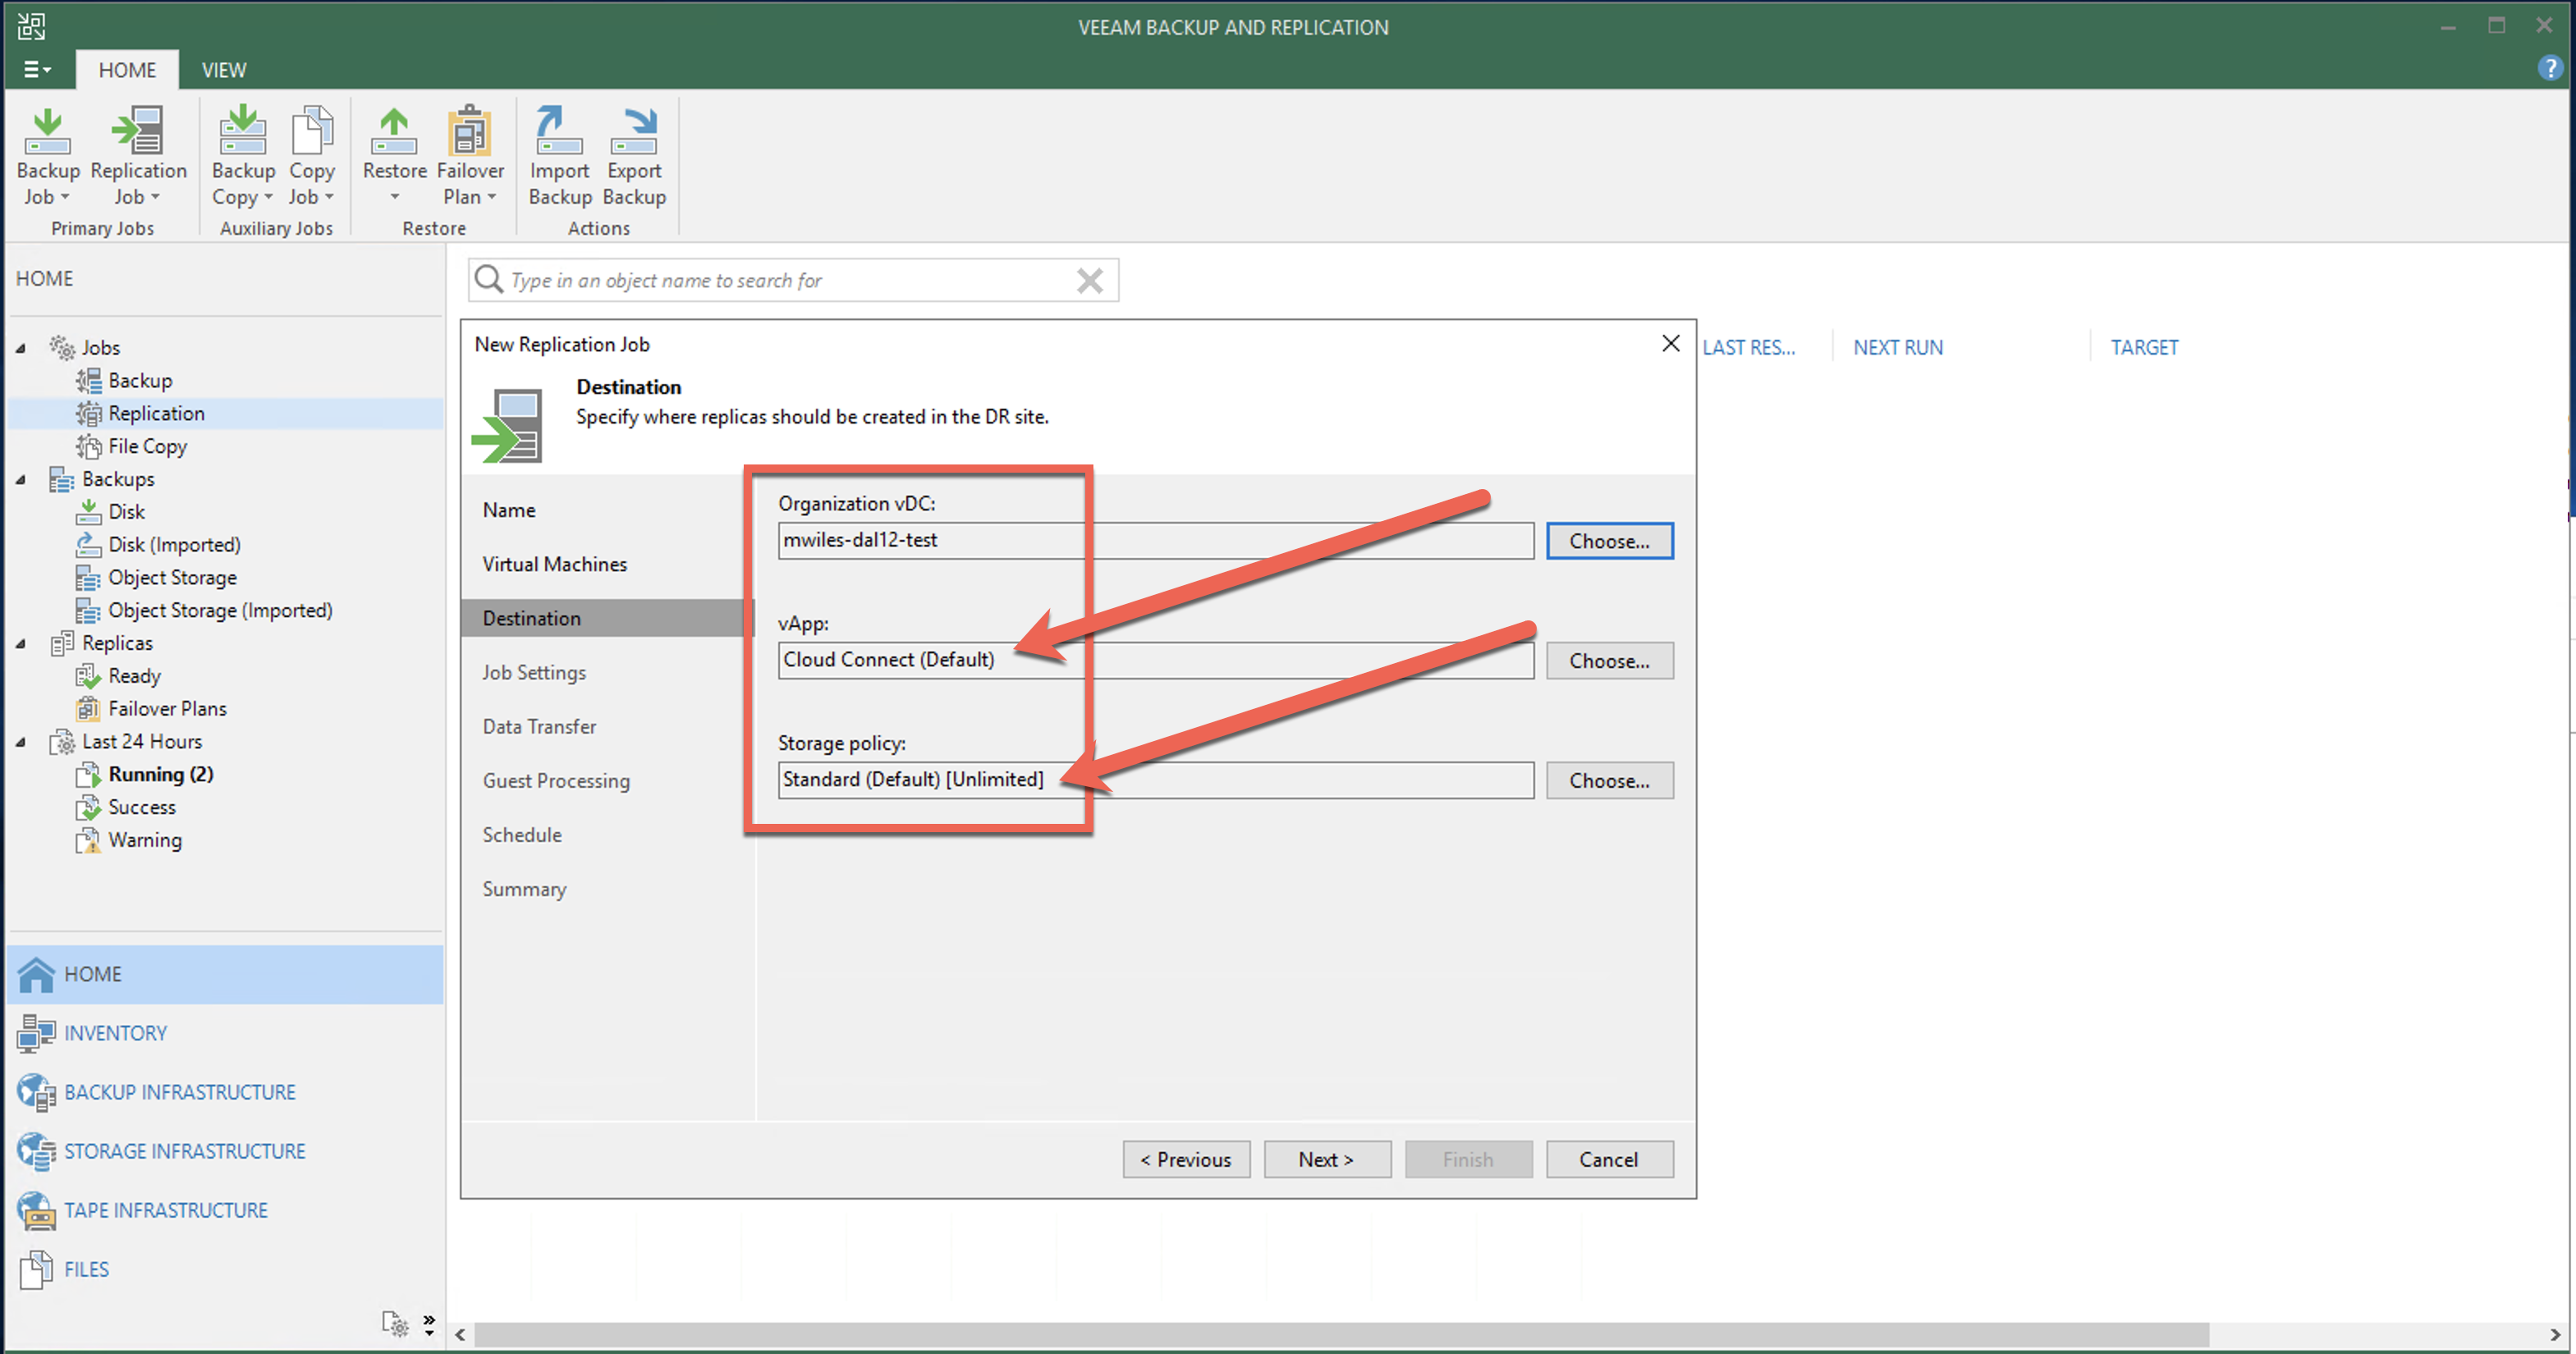 VEEAM BACKUP AND REPLICATION
HOME VIEW
?
Backup Job
Replication Job
Primary Jobs
Backup Copy
Copy Job
Auxiliary Jobs
Restore
Failover Plan
Restore
Import Backup
Export Backup
Actions
HOME
Type in an object name to search for
Jobs
Backup
Replication
File Copy
Backups
Disk
Disk (Imported)
Object Storage
Object Storage (Imported)
Replicas
Ready
Failover Plans
Last 24 Hours
Running (2)
Success
Warning
HOME
INVENTORY
BACKUP INFRASTRUCTURE
STORAGE INFRASTRUCTURE
TAPE INFRASTRUCTURE
FILES
LAST RES... NEXT RUN TARGET
New Replication Job
Destination
Specify where replicas should be created in the DR site.
Name
Virtual Machines
Destination
Job Settings
Data Transfer
Guest Processing
Schedule
Summary
Organization vDC:
mwiles-dal12-test
Choose...
vApp:
Cloud Connect (Default)
Choose...
Storage policy:
Standard (Default) [Unlimited]
Choose...
< Previous Next > Finish Cancel